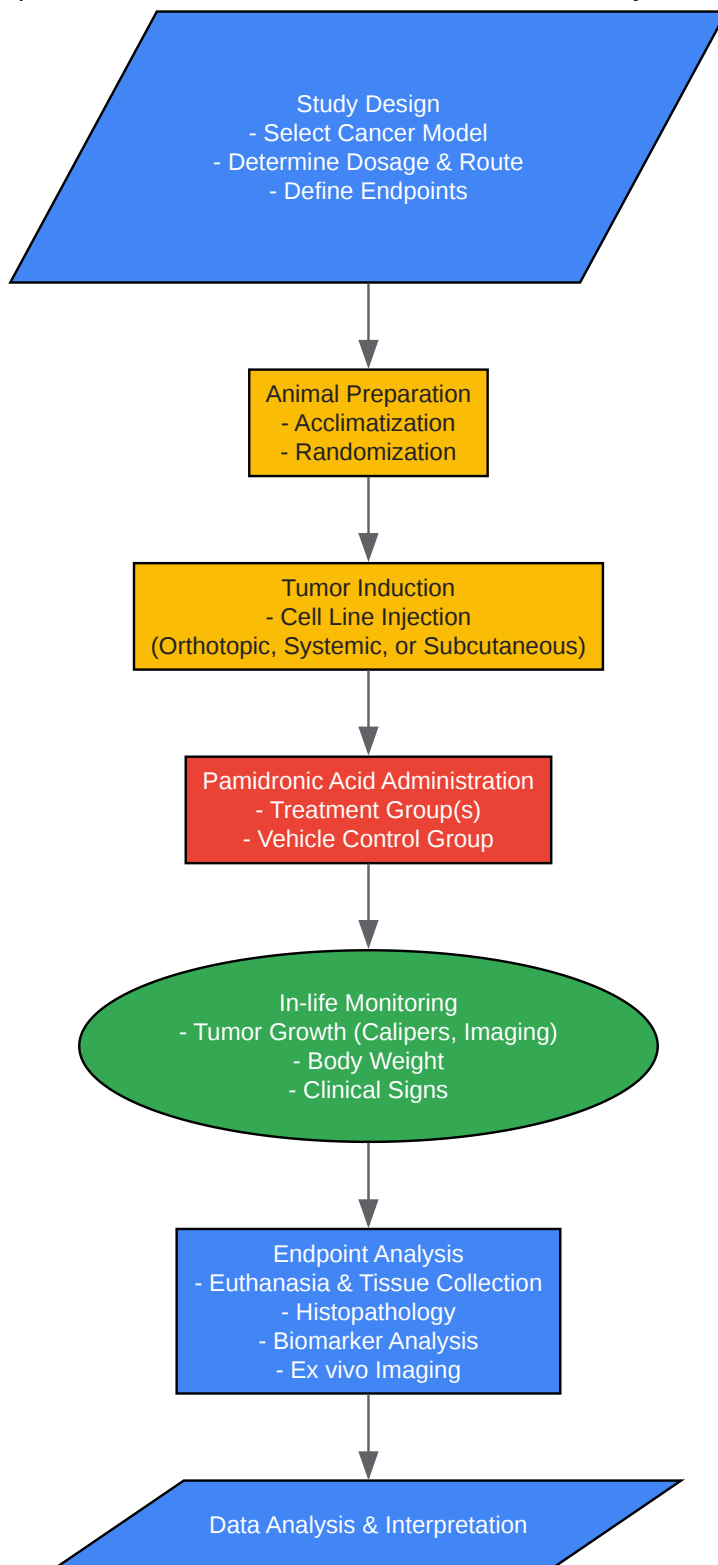 Study Design
- Select Cancer Model
- Determine Dosage & Route
- Define Endpoints
Animal Preparation
- Acclimatization
- Randomization
Tumor Induction
- Cell Line Injection
(Orthotopic, Systemic, or Subcutaneous)
Pamidronic Acid Administration
- Treatment Group(s)
- Vehicle Control Group
In-life Monitoring
- Tumor Growth (Calipers, Imaging)
- Body Weight
- Clinical Signs
Endpoint Analysis
- Euthanasia & Tissue Collection
- Histopathology
- Biomarker Analysis
- Ex vivo Imaging
Data Analysis & Interpretation